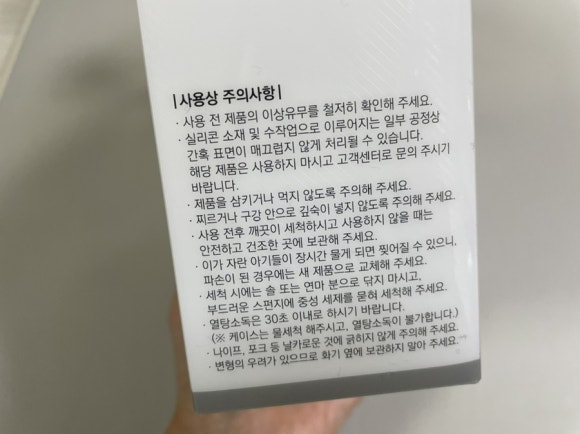 |사용상 주의사항|
· 사용 전 제품의 이상유무를 철저히 확인해 주세요.
· 실리콘 소재 및 수작업으로 이루어지는 일부 공정상
간혹 표면이 매끄럽지 않게 처리될 수 있습니다.
해당 제품은 사용하지 마시고 고객센터로 문의 주시기
바랍니다.
· 제품을 삼키거나 먹지 않도록 주의해 주세요.
· 찌르거나 구강 안으로 깊숙이 넣지 않도록 주의해 주세요.
· 사용 전후 깨끗이 세척하시고 사용하지 않을 때는
안전하고 건조한 곳에 보관해 주세요.
· 이가 자란 아기들이 장시간 물게 되면 찢어질 수 있으니,
파손이 된 경우에는 새 제품으로 교체해 주세요.
· 세척 시에는 솔 또는 연마 분으로 닦지 마시고,
부드러운 스펀지에 중성 세제를 묻혀 세척해 주세요.
· 열탕소독은 30초 이내로 하시기 바랍니다.
(※ 케이스는 물세척 해주시고, 열탕소독이 불가합니다.)
· 나이프, 포크 등 날카로운 것에 긁히지 않게 주의해 주세요.
· 변형의 우려가 있으므로 화기 옆에 보관하지 말아 주세요.